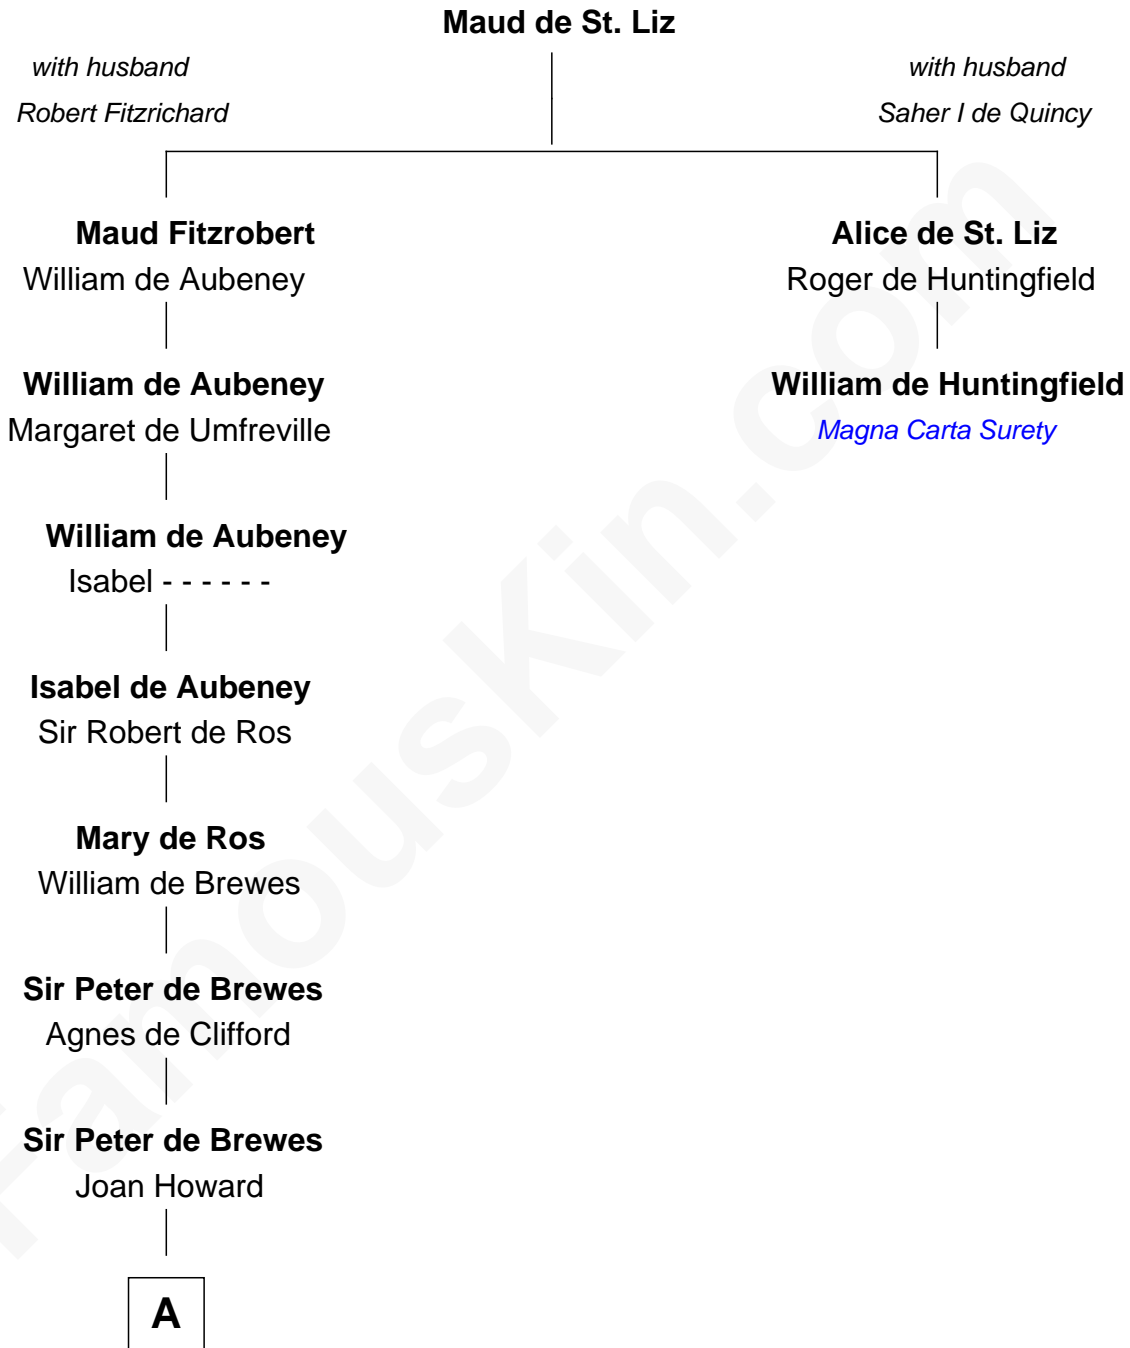 Maud de St. Liz
with husband
Robert Fitzrichard
with husband
Saher I de Quincy
Maud Fitzrobert
William de Aubeney
Alice de St. Liz
Roger de Huntingfield
William de Aubeney
Margaret de Umfreville
William de Huntingfield
Magna Carta Surety
William de Aubeney
Isabel - - - - - -
Isabel de Aubeney
Sir Robert de Ros
Mary de Ros
William de Brewes
Sir Peter de Brewes
Agnes de Clifford
Sir Peter de Brewes
Joan Howard
A
FamousKin.com